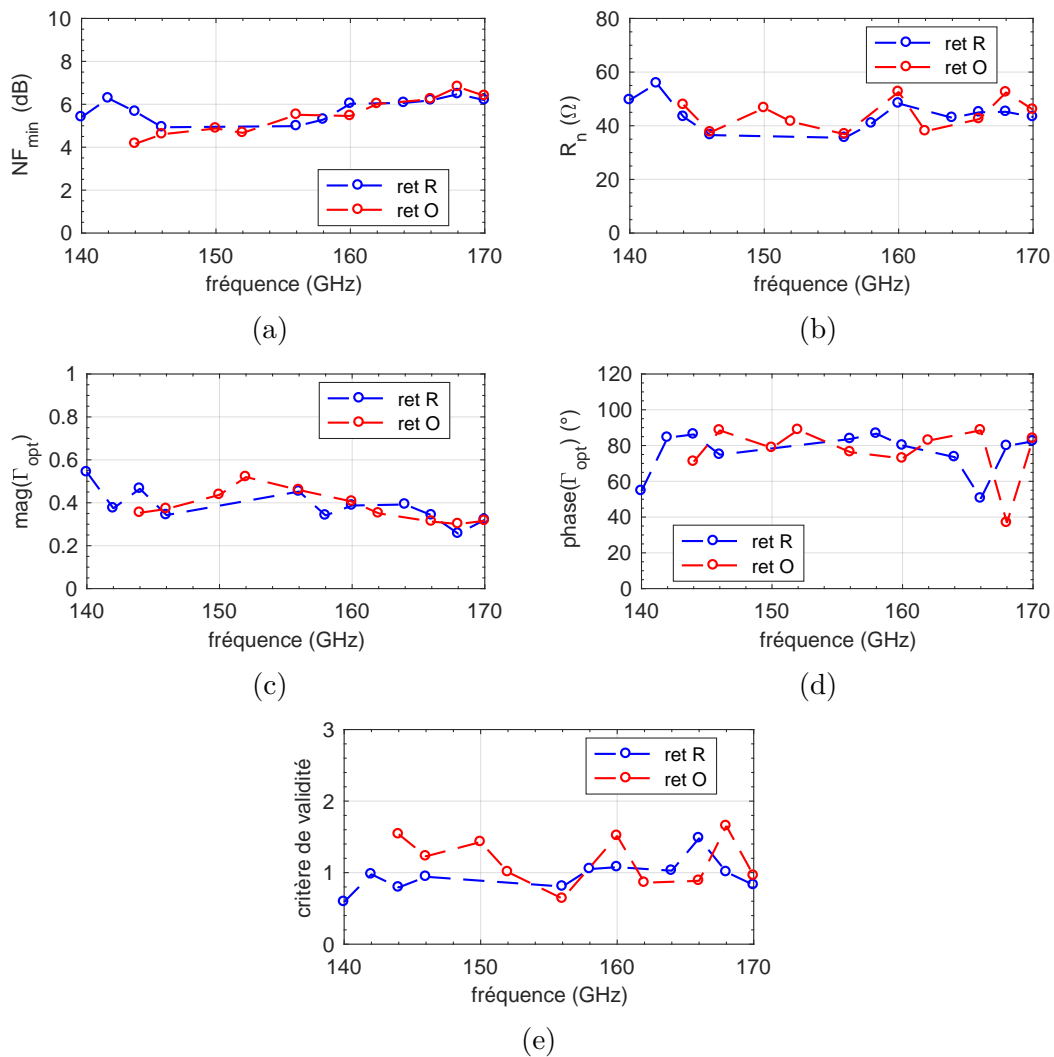 10
8
6
4
2
0
NF_min (dB)
ret R
ret O
140 150 160 170
fréquence (GHz)
(a)
80
60
40
20
0
R_n (Ω)
ret R
ret O
140 150 160 170
fréquence (GHz)
(b)
1
0.8
0.6
0.4
0.2
0
mag(Γ_opt)
ret R
ret O
140 150 160 170
fréquence (GHz)
(c)
120
100
80
60
40
20
0
phase(Γ_opt) (°)
ret R
ret O
140 150 160 170
fréquence (GHz)
(d)
3
2
1
0
critère de validité
ret R
ret O
140 150 160 170
fréquence (GHz)
(e)